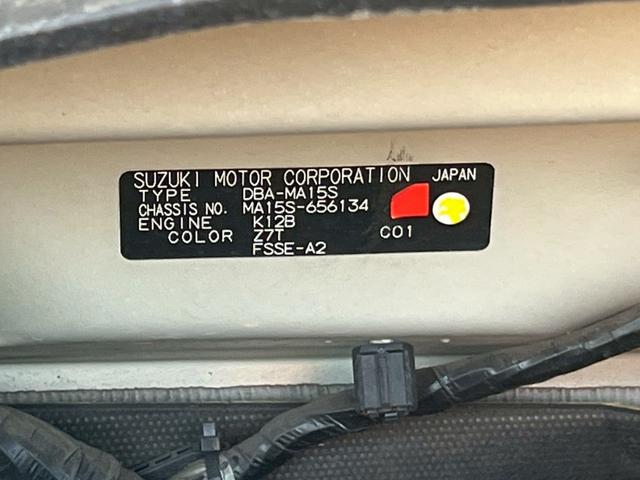 SUZUKI MOTOR CORPORATION JAPAN
TYPE DBA-MA15S
CHASSIS NO. MA15S-656134
ENGINE K12B
COLOR Z7T C01
FSSE-A2